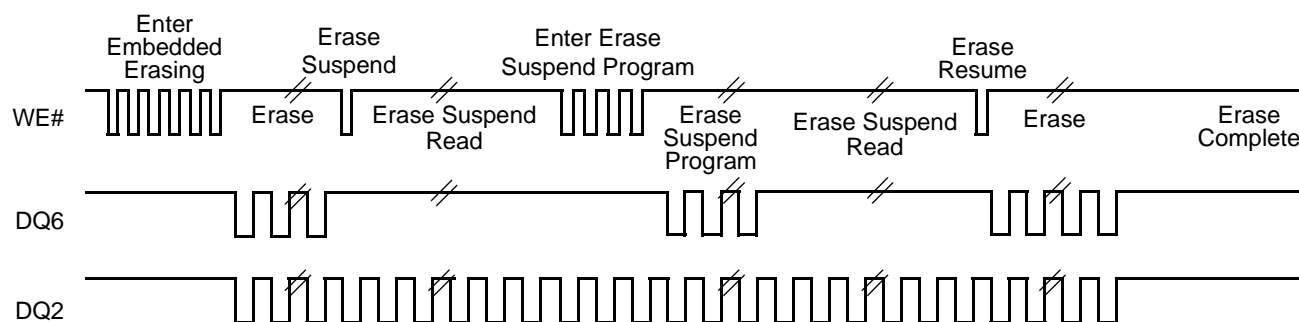 Enter
Embedded
Erasing
Erase
Suspend
Enter Erase
Suspend Program
Erase
Resume
WE#
Erase
Erase Suspend
Read
Erase
Suspend
Program
Erase Suspend
Read
Erase
Erase
Complete
DQ6
DQ2